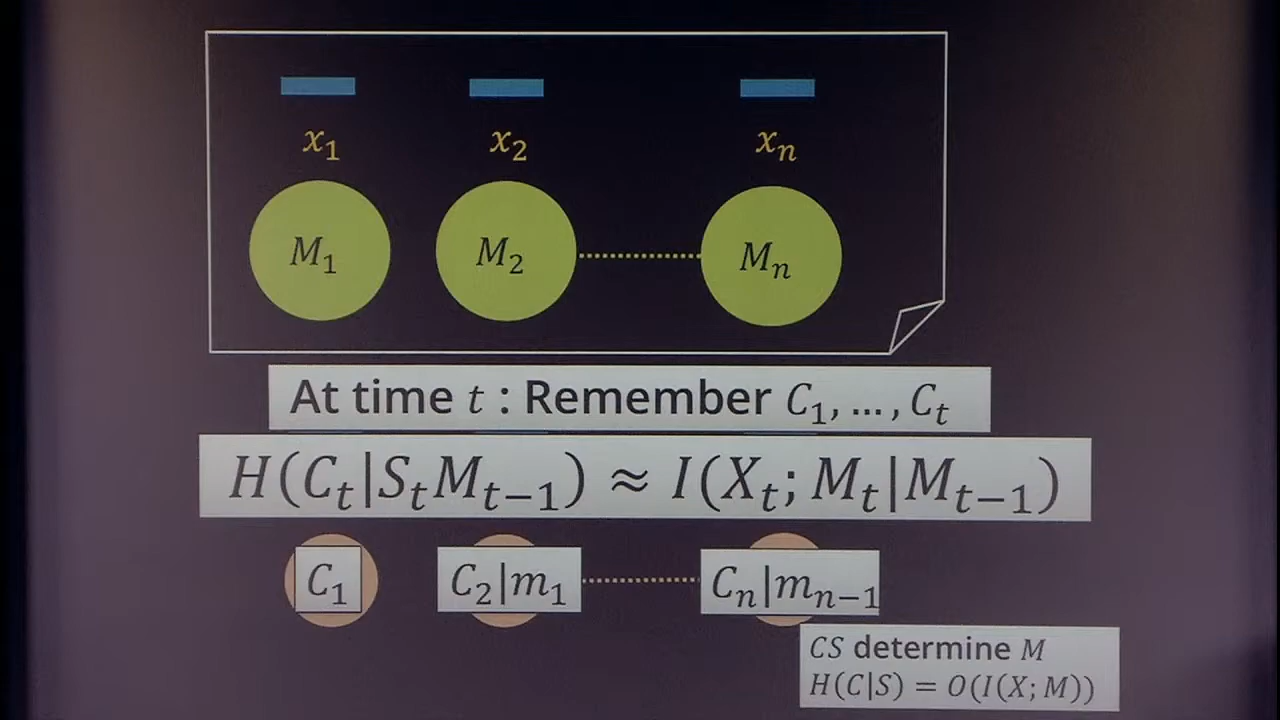 x₁ x₂ xₙ
M₁ M₂ Mₙ
At time t : Remember C₁, ... , Cₜ
H(Cₜ|SₜMₜ₋₁) ≈ I(Xₜ; Mₜ|Mₜ₋₁)
C₁ C₂|m₁ Cₙ|mₙ₋₁
CS determine M
H(C|S) = O(I(X; M))